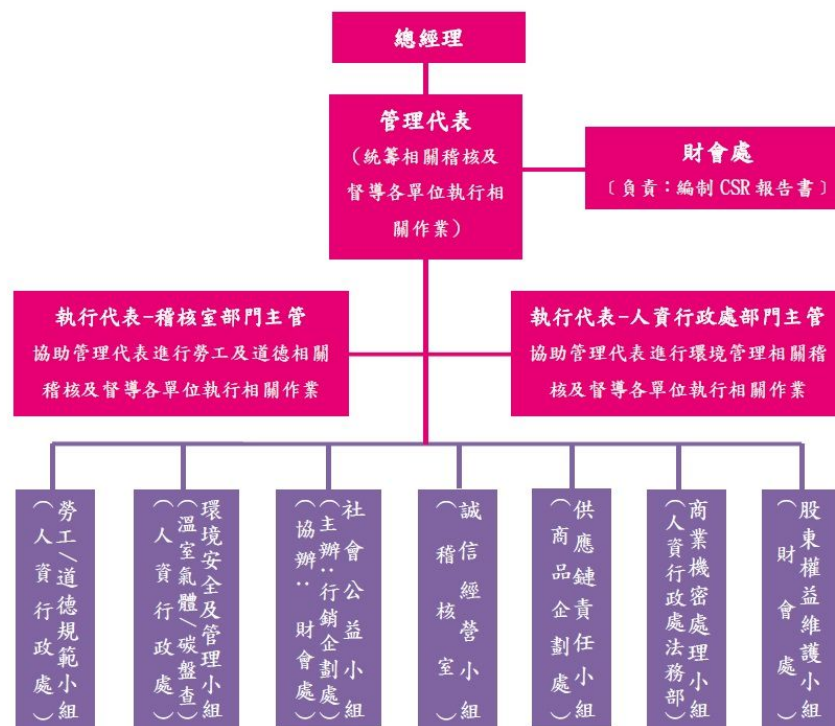 總經理
管理代表
(統籌相關稽核及
督導各單位執行相
關作業)
財會處
〔負責：編制 CSR 報告書〕
執行代表-稽核室部門主管
協助管理代表進行勞工及道德相關
稽核及督導各單位執行相關作業
執行代表-人資行政處部門主管
協助管理代表進行環境管理相關稽
核及督導各單位執行相關作業
勞工/道德規範小組
(人資行政處)
環境安全及管理小組
(溫室氣體/碳盤查)
(人資行政處)
社會公益小組
(主辦：行銷企劃處)
(協辦：財會處)
誠信經營小組
(稽核室)
供應鏈責任小組
(商品企劃處)
商業機密處理小組
(人資行政處法務部)
股東權益維護小組
(財會處)